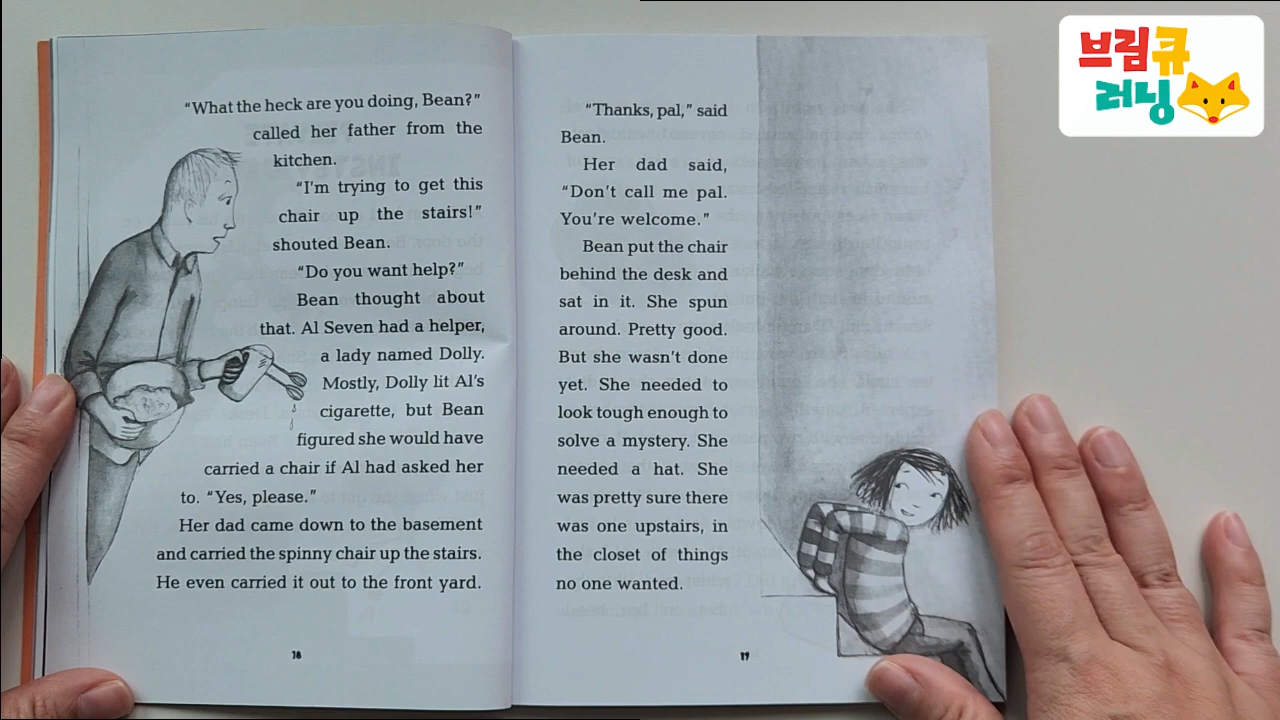 "What the heck are you doing, Bean?"
called her father from the
kitchen.
"I'm trying to get this
chair up the stairs!"
shouted Bean.
"Do you want help?"
Bean thought about
that. Al Seven had a helper,
a lady named Dolly.
Mostly, Dolly lit Al's
cigarette, but Bean
figured she would have
carried a chair if Al had asked her
to. "Yes, please."
Her dad came down to the basement
and carried the spinny chair up the stairs.
He even carried it out to the front yard.
18
"Thanks, pal," said
Bean.
Her dad said,
"Don't call me pal.
You're welcome."
Bean put the chair
behind the desk and
sat in it. She spun
around. Pretty good.
But she wasn't done
yet. She needed to
look tough enough to
solve a mystery. She
needed a hat. She
was pretty sure there
was one upstairs, in
the closet of things
no one wanted.
19
브림큐
러닝